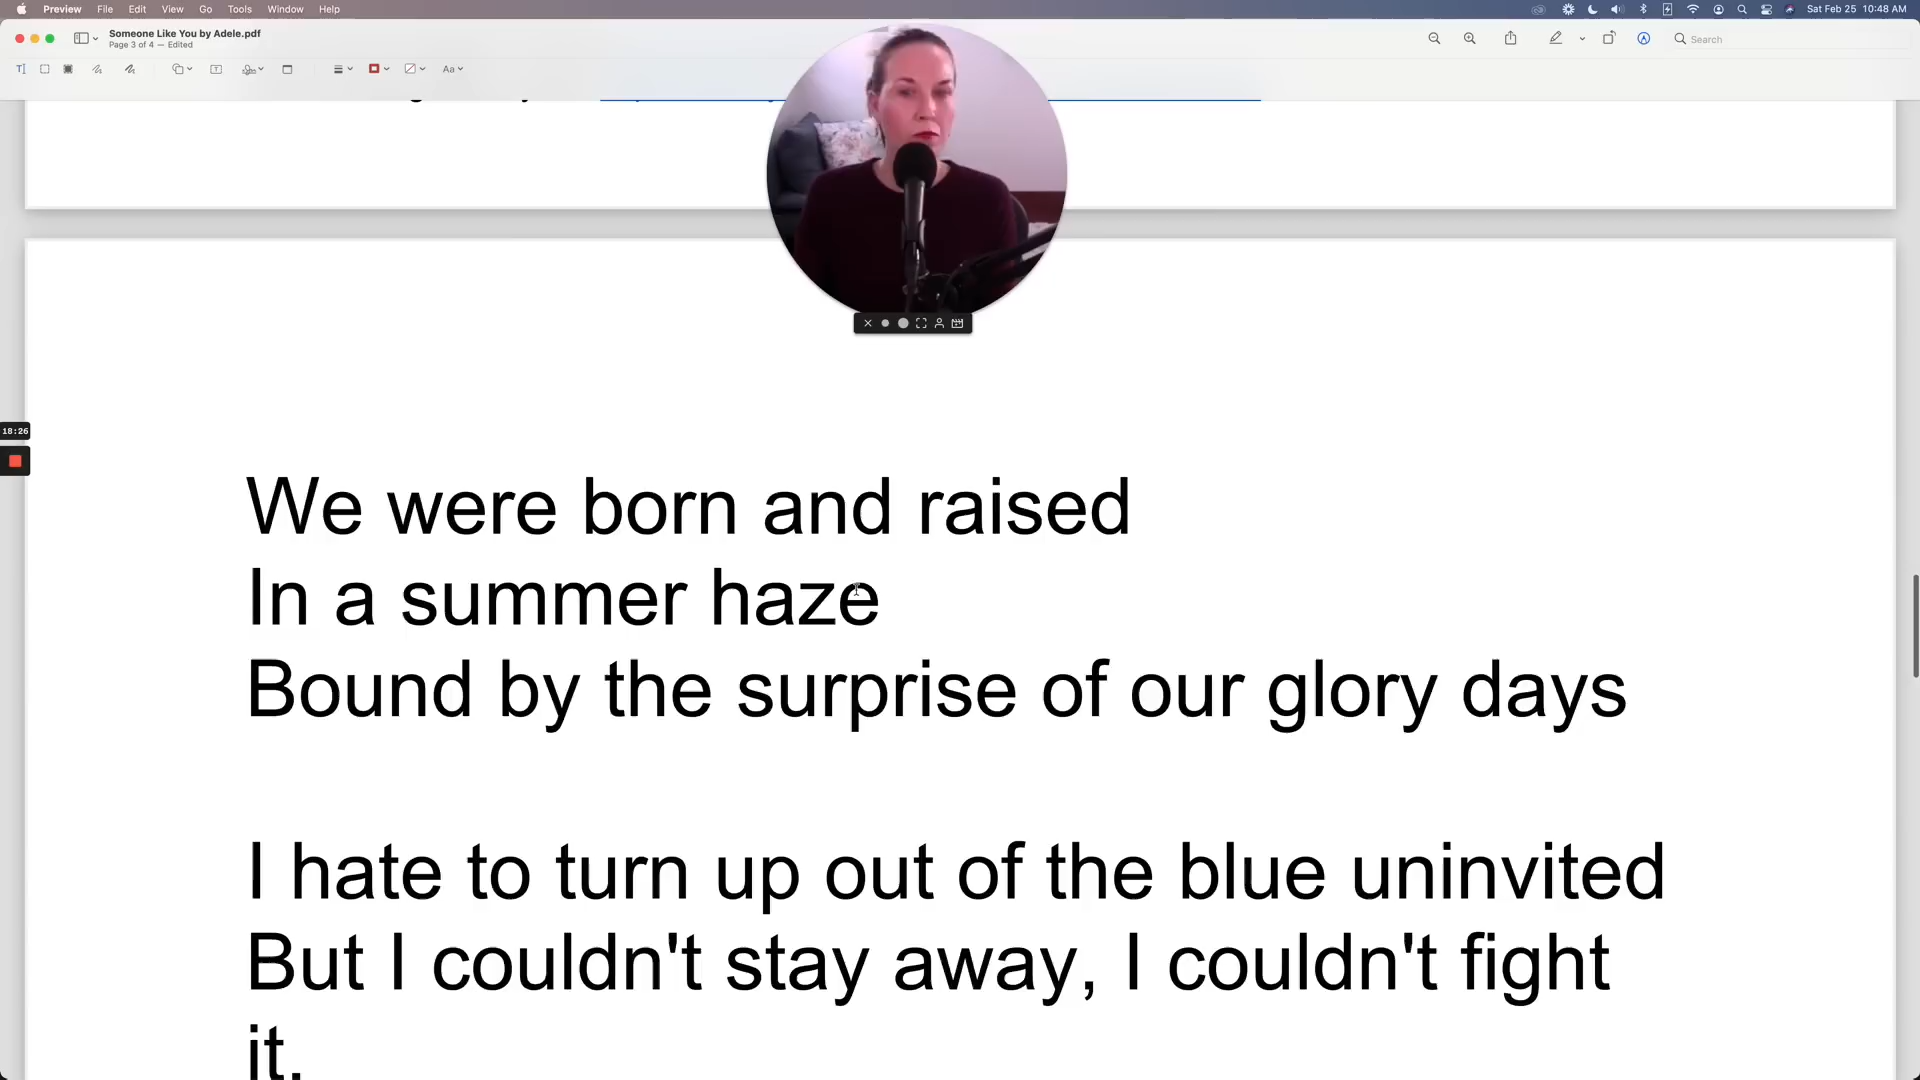 Preview File Edit View Go Tools Window Help
Sat Feb 25 10:48 AM
Someone Like You by Adele.pdf
Page 3 of 4 — Edited
Search
Aa
18:26
We were born and raised
In a summer haze
Bound by the surprise of our glory days
I hate to turn up out of the blue uninvited
But I couldn't stay away, I couldn't fight
it.